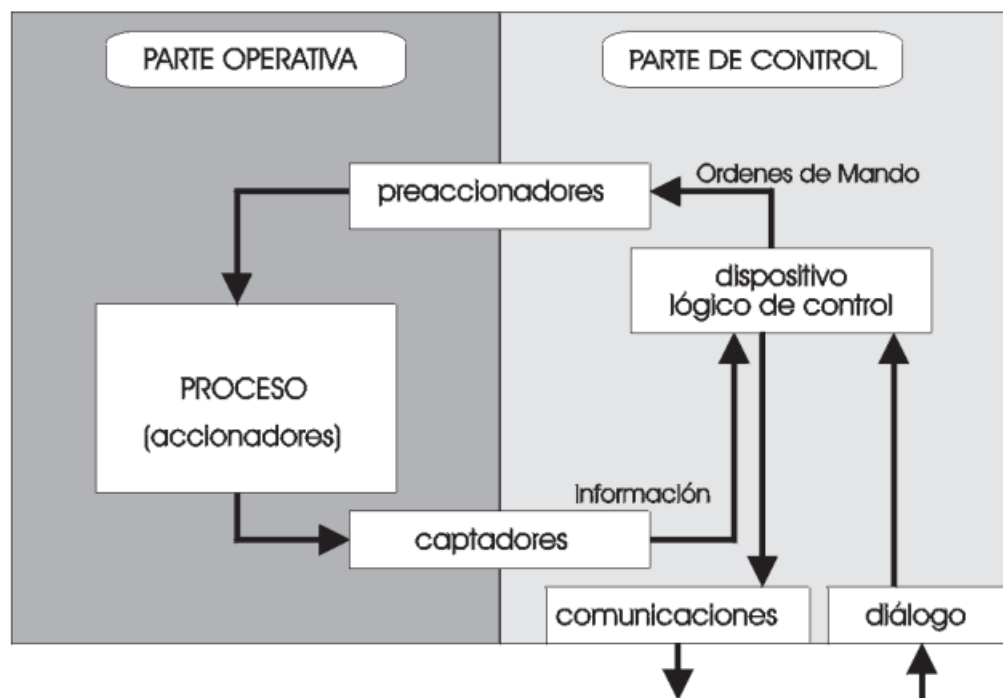 PARTE OPERATIVA
PARTE DE CONTROL
preaccionadores
Ordenes de Mando
dispositivo
lógico de control
PROCESO
(accionadores)
Información
captadores
comunicaciones
diálogo